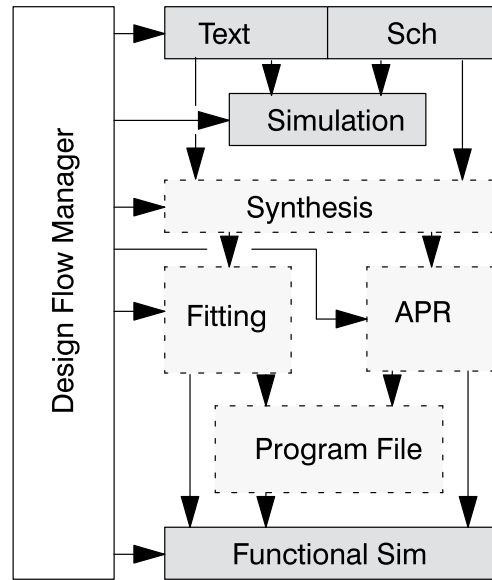 Design Flow Manager
Text
Sch
Simulation
Synthesis
Fitting
APR
Program File
Functional Sim